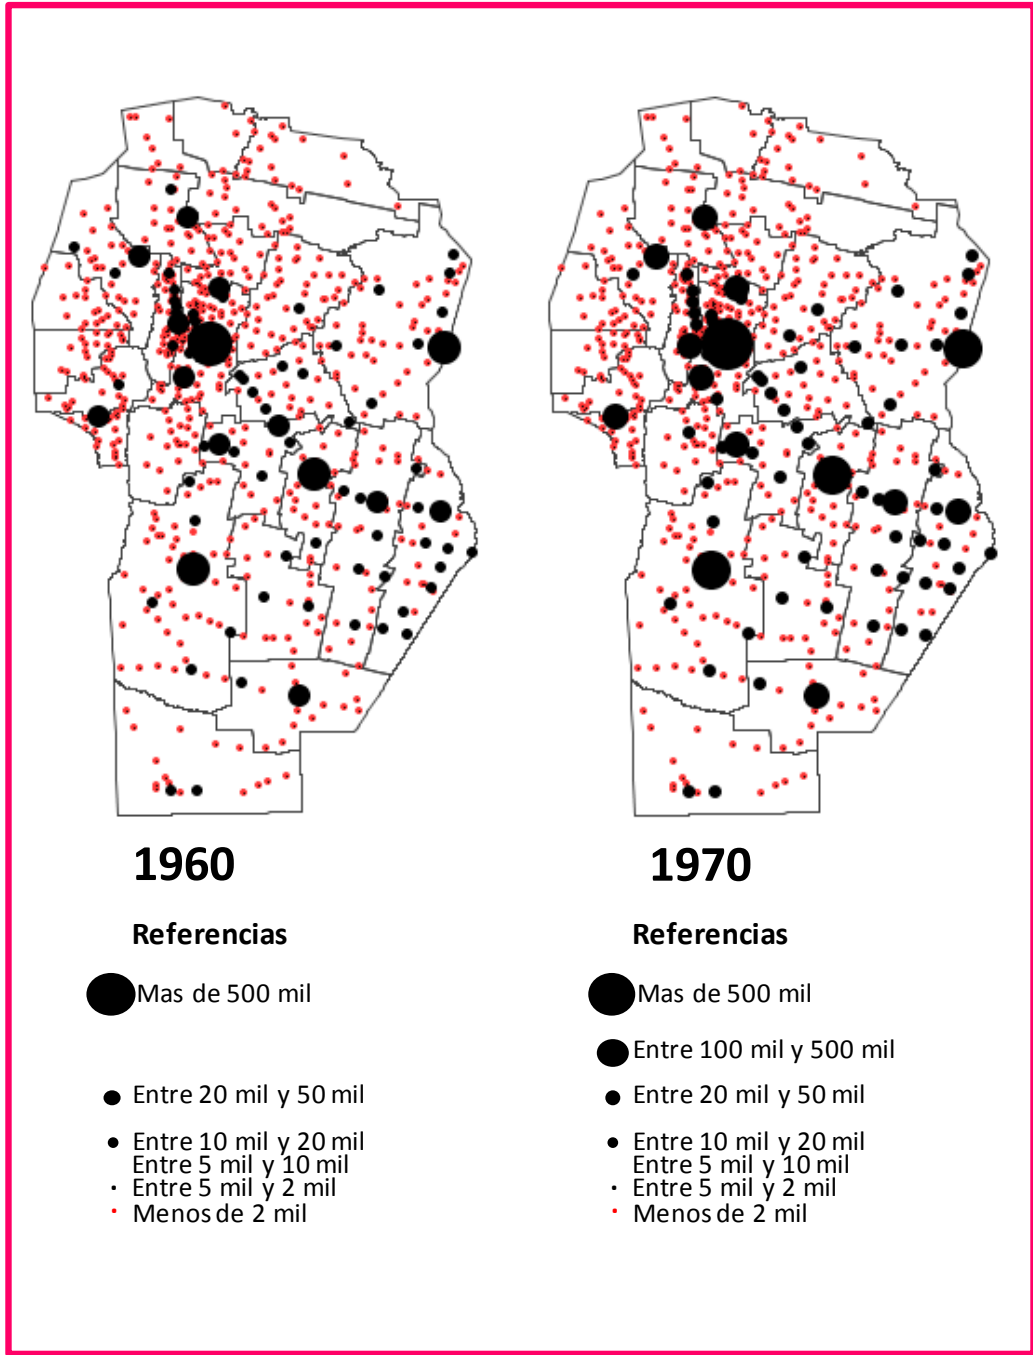 1960
Referencias
Mas de 500 mil
Entre 20 mil y 50 mil
Entre 10 mil y 20 mil
Entre 5 mil y 10 mil
Entre 5 mil y 2 mil
Menos de 2 mil
1970
Referencias
Mas de 500 mil
Entre 100 mil y 500 mil
Entre 20 mil y 50 mil
Entre 10 mil y 20 mil
Entre 5 mil y 10 mil
Entre 5 mil y 2 mil
Menos de 2 mil